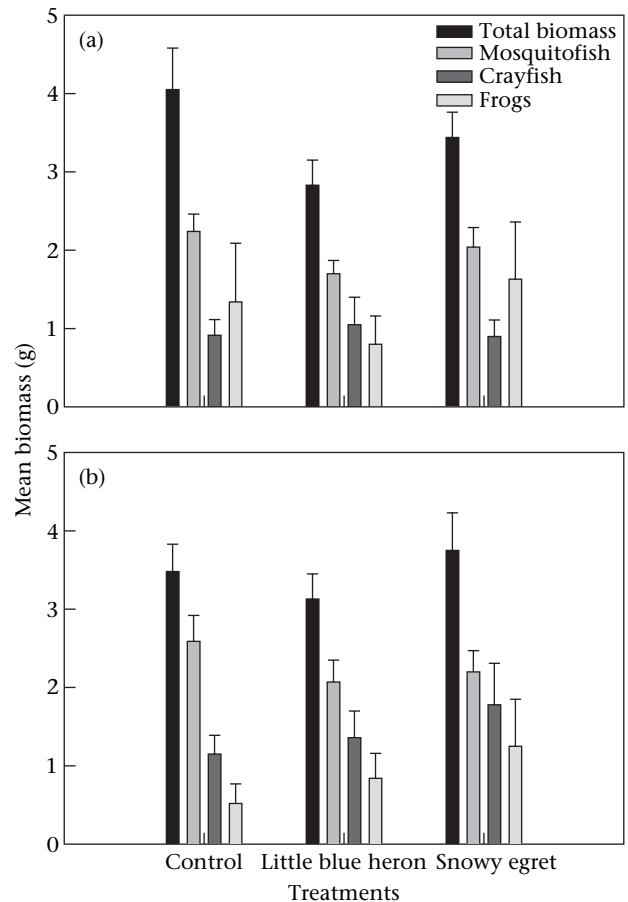 5
(a)
Total biomass
Mosquitofish
Crayfish
Frogs
4
3
2
1
0
Mean biomass (g)
5
(b)
4
3
2
1
0
Control Little blue heron Snowy egret
Treatments